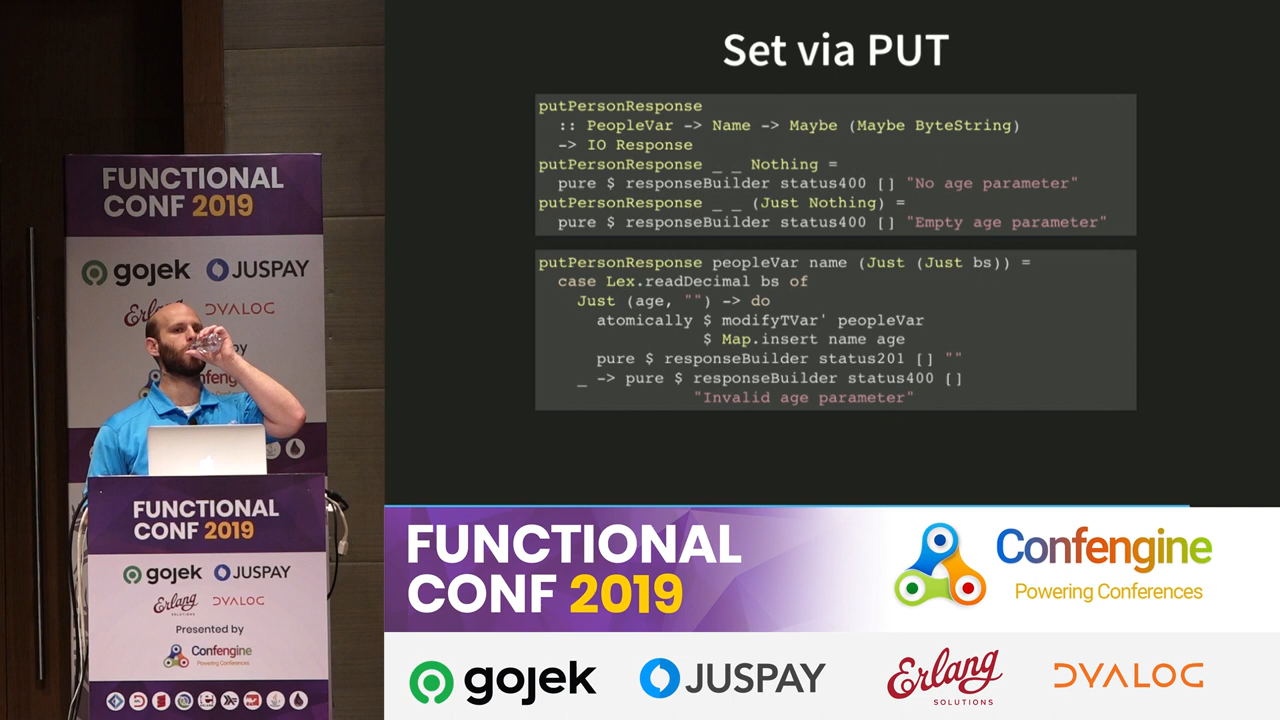 FUNCTIONAL
CONF 2019
gojek JUSPAY
Erlang DYALOG
FUNCTIONAL
CONF 2019
gojek JUSPAY
Erlang DYALOG
SOLUTIONS
Presented by
Confengine
Powering Conferences
Set via PUT
putPersonResponse
:: PeopleVar -> Name -> Maybe (Maybe ByteString)
-> IO Response
putPersonResponse _ _ Nothing =
pure $ responseBuilder status400 [] "No age parameter"
putPersonResponse _ _ (Just Nothing) =
pure $ responseBuilder status400 [] "Empty age parameter"
putPersonResponse peopleVar name (Just (Just bs)) =
case Lex.readDecimal bs of
Just (age, "") -> do
atomically $ modifyTVar' peopleVar
$ Map.insert name age
pure $ responseBuilder status201 [] ""
_ -> pure $ responseBuilder status400 []
"Invalid age parameter"
FUNCTIONAL
CONF 2019
Confengine
Powering Conferences
gojek JUSPAY Erlang DYALOG
SOLUTIONS